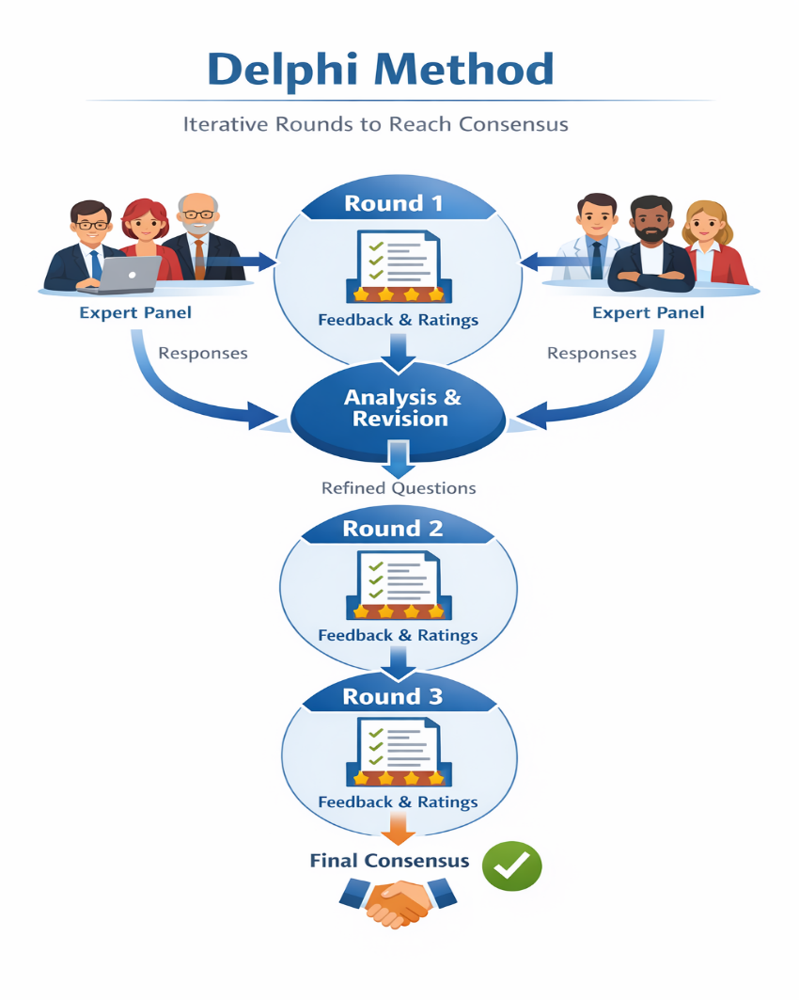 Delphi Method
Iterative Rounds to Reach Consensus
Round 1
Feedback & Ratings
Expert Panel
Expert Panel
Responses
Responses
Analysis &
Revision
Refined Questions
Round 2
Feedback & Ratings
Round 3
Feedback & Ratings
Final Consensus